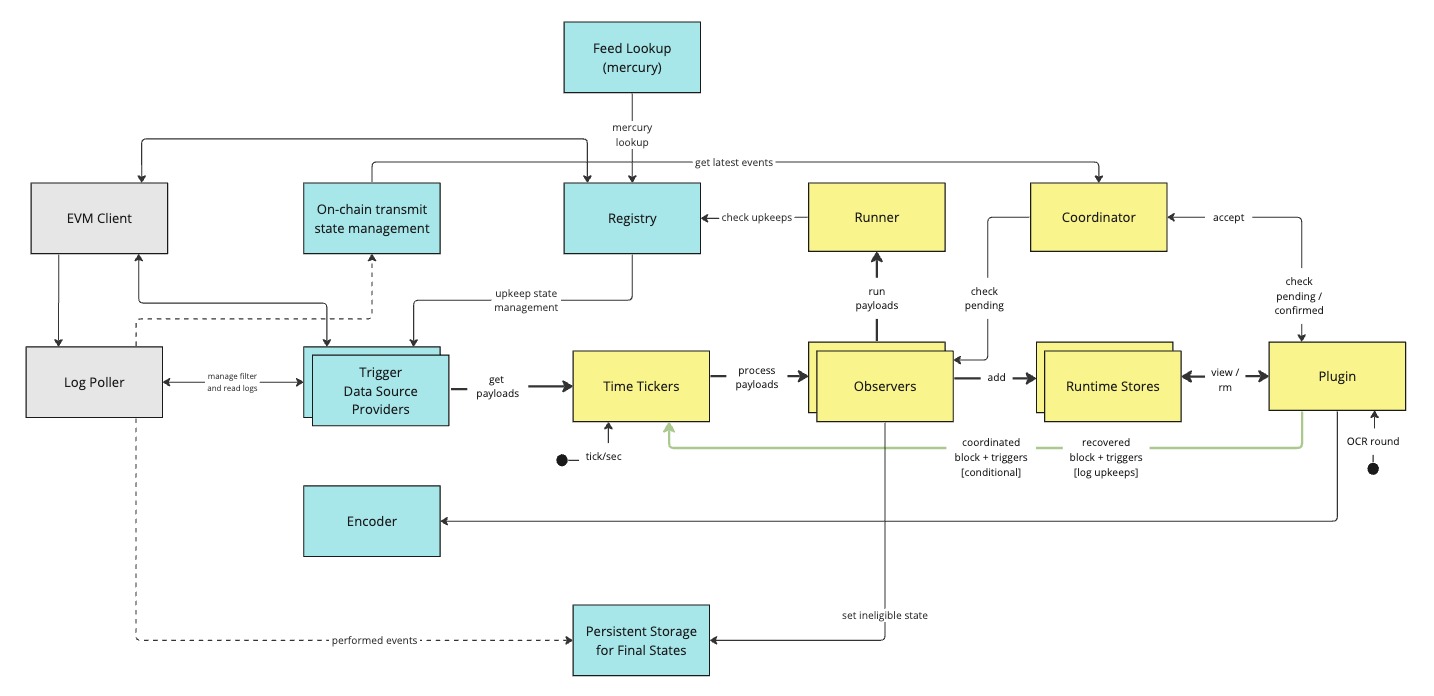 Feed Lookup
(mercury)
mercury
lookup
get latest events
EVM Client
On-chain transmit
state management
Registry
check upkeeps
Runner
Coordinator
accept
upkeep state
management
run
payloads
check
pending
check
pending /
confirmed
Log Poller
manage filter
and read logs
Trigger
Data Source
Providers
get
payloads
Time Tickers
process
payloads
Observers
add
Runtime Stores
view /
rm
Plugin
tick/sec
coordinated
block + triggers
[conditional]
recovered
block + triggers
[log upkeeps]
OCR round
Encoder
set ineligible state
performed events
Persistent Storage
for Final States